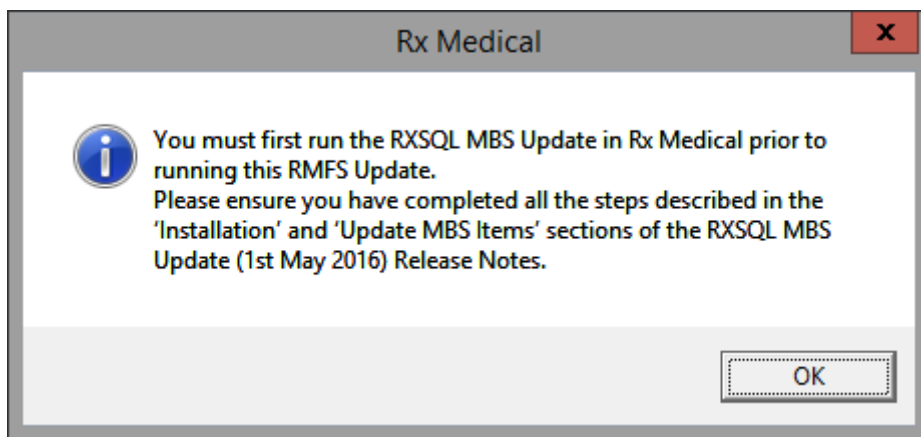 Rx Medical
x
You must first run the RXSQL MBS Update in Rx Medical prior to
running this RMFS Update.
Please ensure you have completed all the steps described in the
‘Installation’ and ‘Update MBS Items’ sections of the RXSQL MBS
Update (1st May 2016) Release Notes.
OK